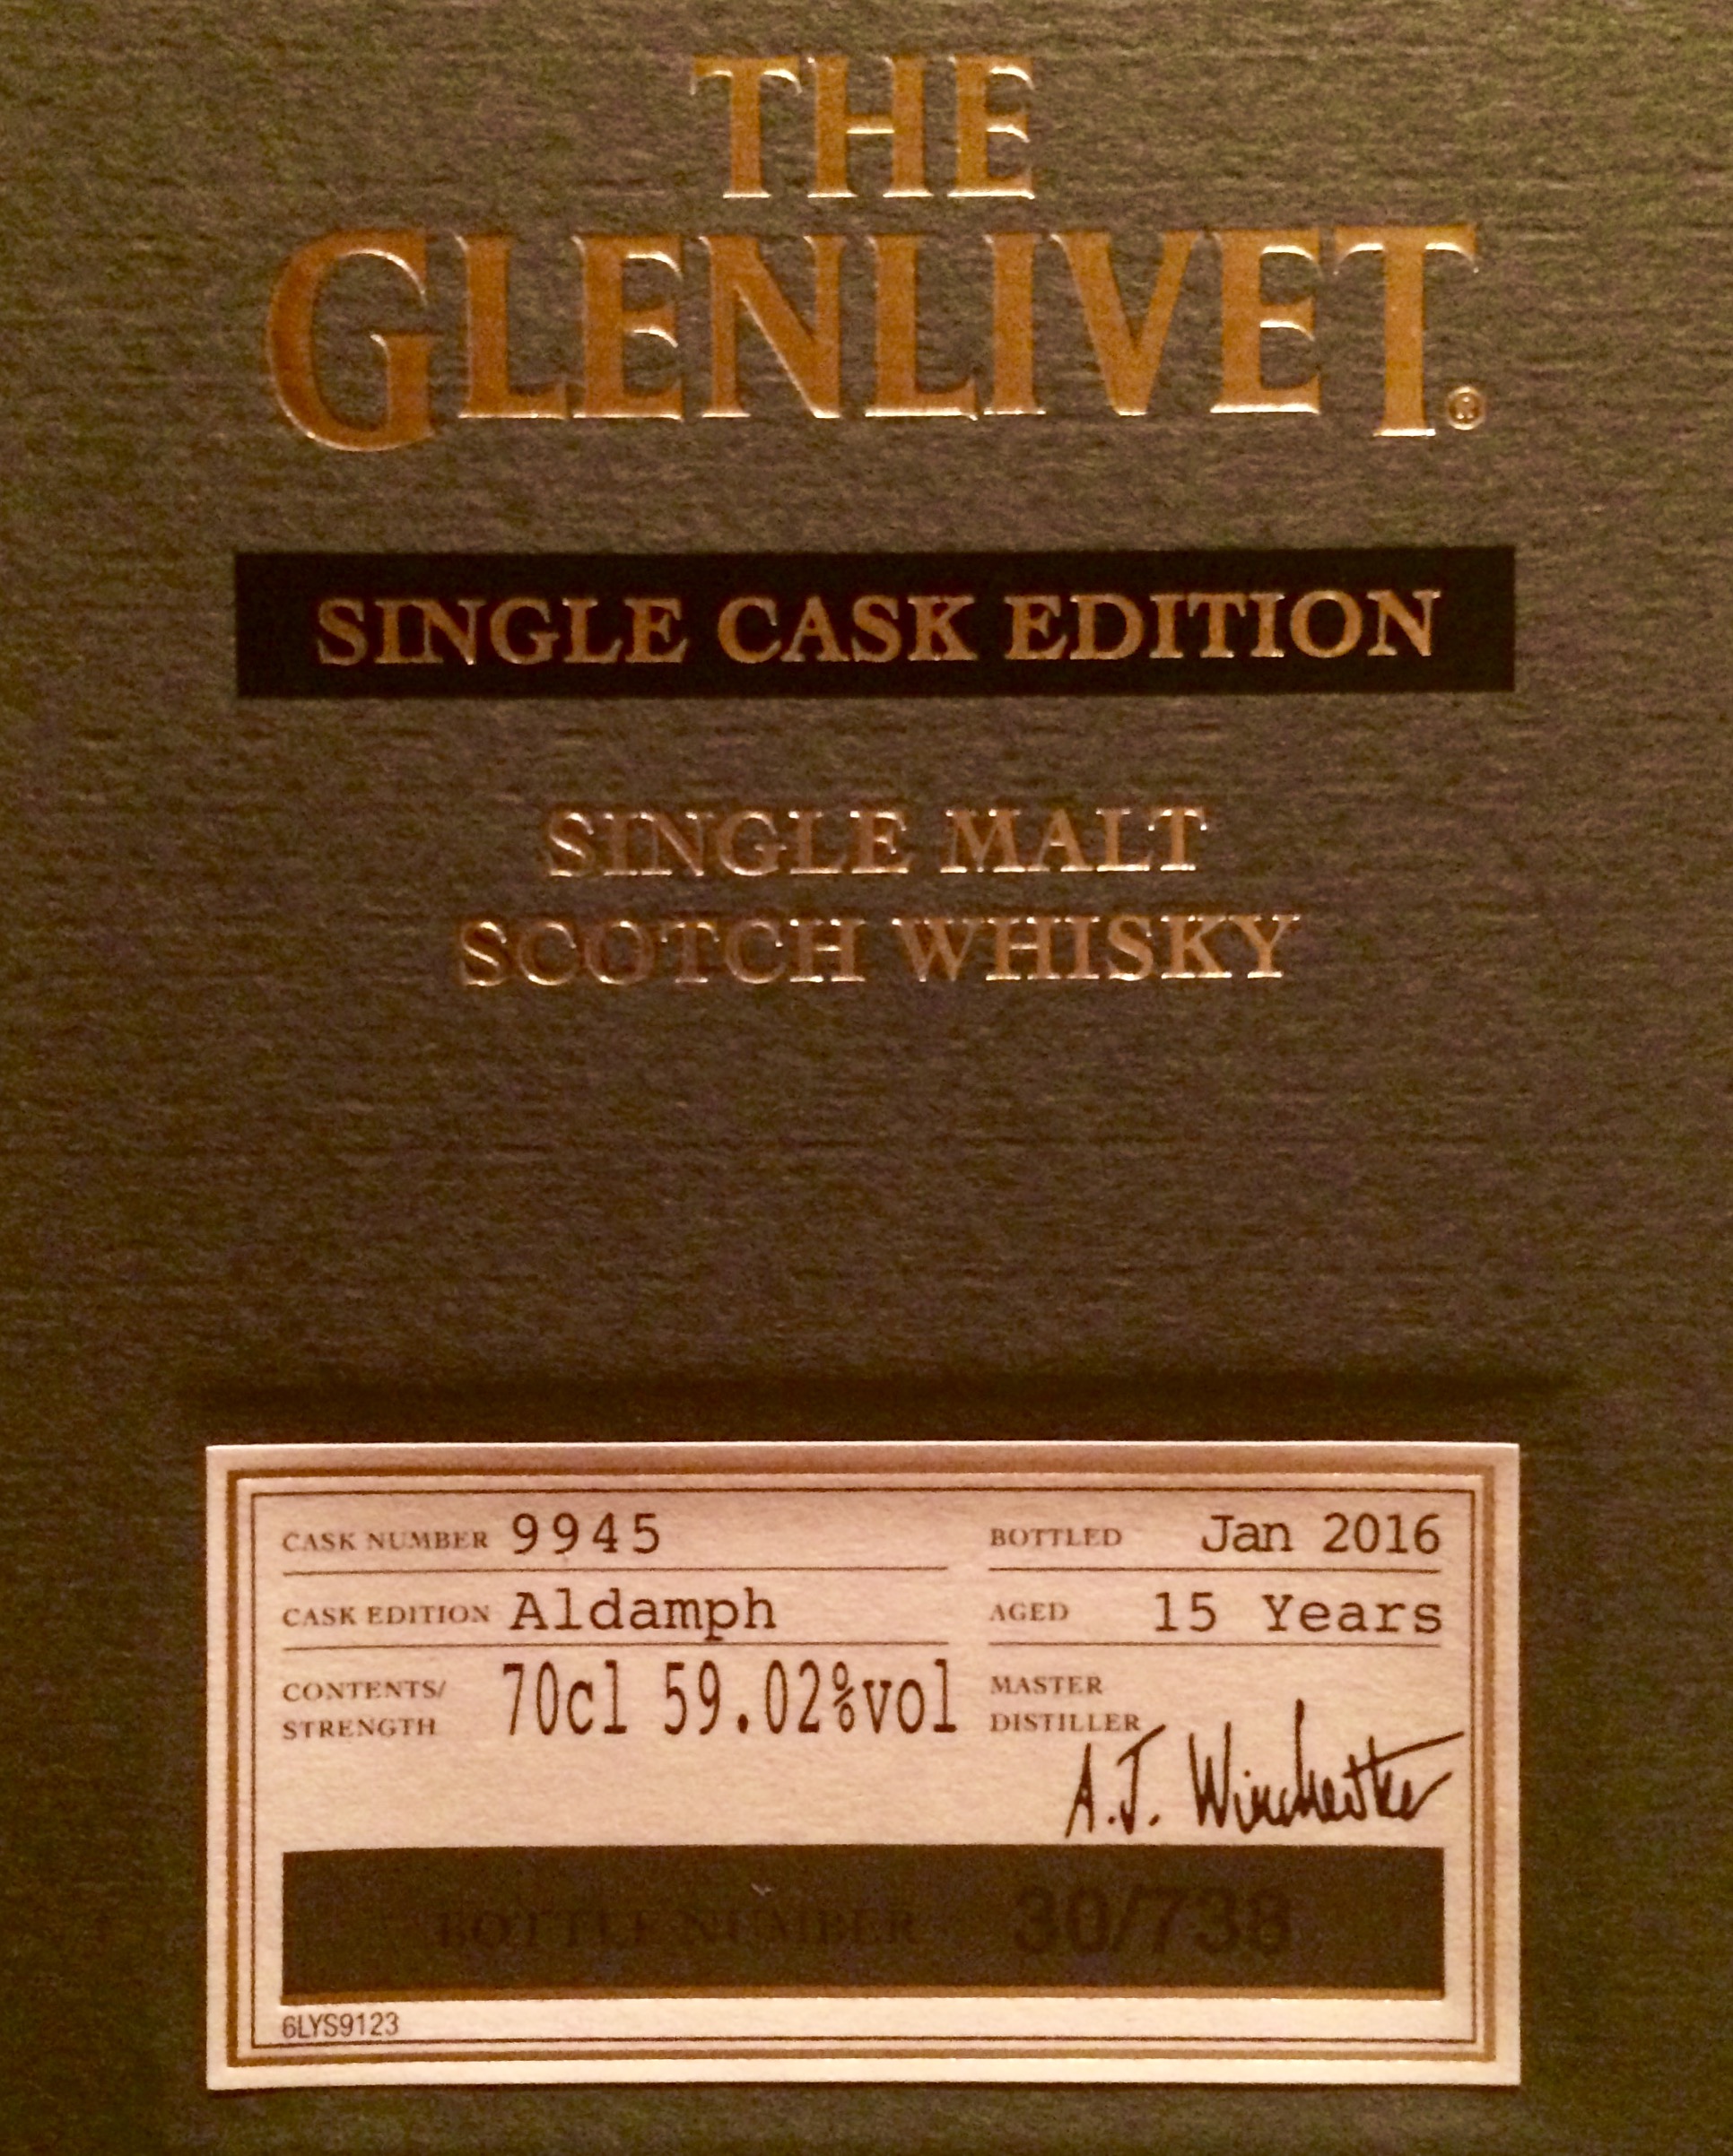 THE
GLENLIVET®
SINGLE CASK EDITION
SINGLE MALT
SCOTCH WHISKY
CASK NUMBER 9945
BOTTLED Jan 2016
CASK EDITION Aldamph
AGED 15 Years
CONTENTS/
STRENGTH 70cl 59.02%vol
MASTER
DISTILLER
A.J. Winchester
BOTTLE NUMBER 30/738
6LYS9123